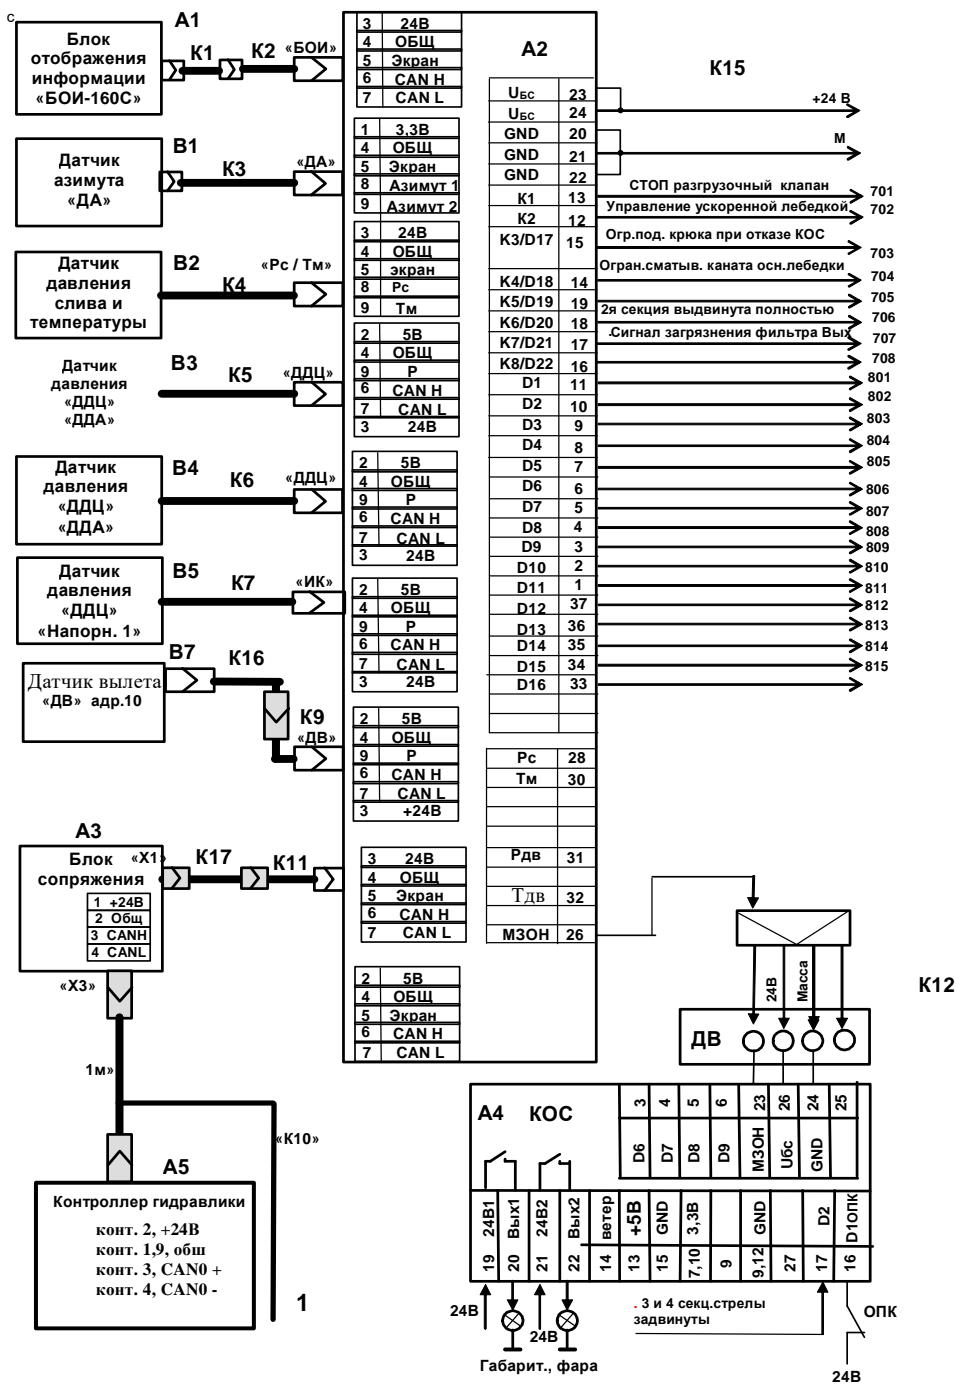 с
А1
Блок
отображения
информации
«БОИ-160С»
К1
К2
«БОИ»
3 24В
4 ОБЩ
5 Экран
6 CAN H
7 CAN L
В1
Датчик
азимута
«ДА»
К3
«ДА»
1 3,3В
4 ОБЩ
5 Экран
8 Азимут 1
9 Азимут 2
В2
Датчик
давления
слива и
температуры
К4
«Рс / Тм»
3 24В
4 ОБЩ
5 экран
8 Рс
9 Тм
В3
Датчик
давления
«ДДЦ»
«ДДА»
К5
«ДДЦ»
2 5В
4 ОБЩ
9 Р
6 CAN H
7 CAN L
3 24В
В4
Датчик
давления
«ДДЦ»
«ДДА»
К6
«ДДЦ»
2 5В
4 ОБЩ
9 Р
6 CAN H
7 CAN L
3 24В
В5
Датчик
давления
«ДДЦ»
«Напорн. 1»
К7
«ИК»
2 5В
4 ОБЩ
9 Р
6 CAN H
7 CAN L
3 24В
В7
Датчик вылета
«ДВ» адр.10
К16
К9
«ДВ»
2 5В
4 ОБЩ
9 Р
6 CAN H
7 CAN L
3 +24В
А3
Блок «Х1»
сопряжения
1 +24В
2 Общ
3 CANH
4 CANL
К17
К11
3 24В
4 ОБЩ
5 Экран
6 CAN H
7 CAN L
«Х3»
2 5В
4 ОБЩ
5 Экран
6 CAN H
7 CAN L
1м»
«К10»
А5
Контроллер гидравлики
конт. 2, +24В
конт. 1,9, обш
конт. 3, CAN0 +
конт. 4, CAN0 -
1
А2
К15
UБС 23
UБС 24
+24 В
GND 20
GND 21
GND 22
М
К1 13 СТОП разгрузочный клапан 701
К2 12 Управление ускоренной лебедкой 702
К3/D17 15 Огр.под. крюка при отказе КОС 703
К4/D18 14 Огран.сматыв. каната осн.лебедки 704
К5/D19 19 705
К6/D20 18 2я секция выдвинута полностью 706
К7/D21 17 .Сигнал загрязнения фильтра Вых 707
К8/D22 16 708
D1 11 801
D2 10 802
D3 9 803
D4 8 804
D5 7 805
D6 6 806
D7 5 807
D8 4 808
D9 3 809
D10 2 810
D11 1 811
D12 37 812
D13 36 813
D14 35 814
D15 34 815
D16 33
Рс 28
Тм 30
Рдв 31
Тдв 32
МЗОН 26
К12
24В
Масса
ДВ
А4 КОС
3 4 5 6 23 26 24 25
D6 D7 D8 D9 МЗОН Uбс GND
24В1 Вых1 24В2 Вых2 ветер +5В GND 3,3В GND D2 D1ОПК
19 20 21 22 14 13 15 7,10 9 9,12 27 17 16
24В
24В
Габарит., фара
. 3 и 4 секц.стрелы
задвинуты
ОПК
24В